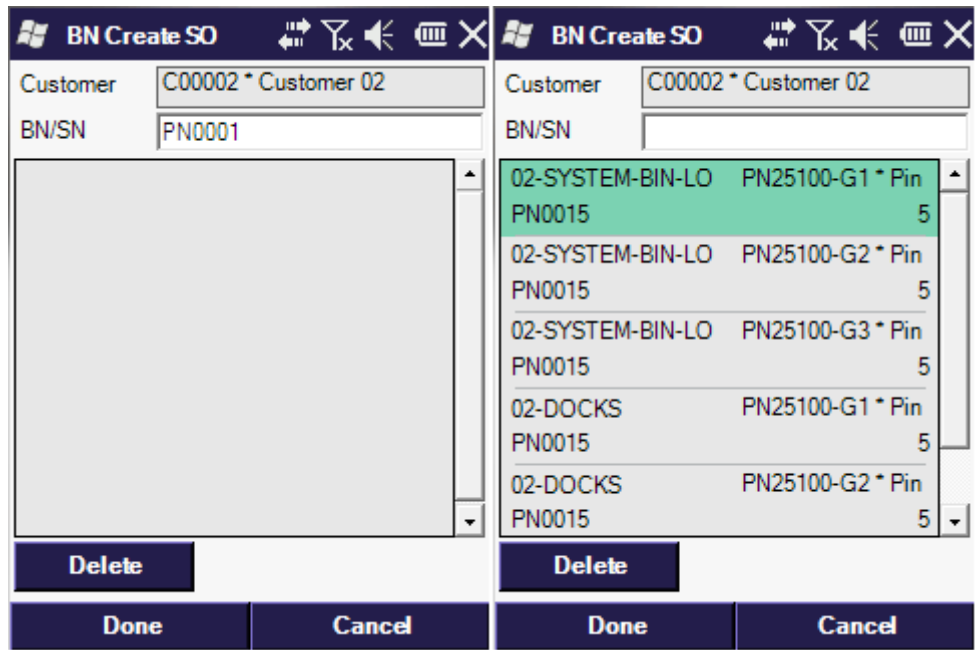 BN Create SO
Customer C00002 * Customer 02
BN/SN PN0001
Delete
Done Cancel
BN Create SO
Customer C00002 * Customer 02
BN/SN
02-SYSTEM-BIN-LO PN25100-G1 * Pin
PN0015 5
02-SYSTEM-BIN-LO PN25100-G2 * Pin
PN0015 5
02-SYSTEM-BIN-LO PN25100-G3 * Pin
PN0015 5
02-DOCKS PN25100-G1 * Pin
PN0015 5
02-DOCKS PN25100-G2 * Pin
PN0015 5
Delete
Done Cancel